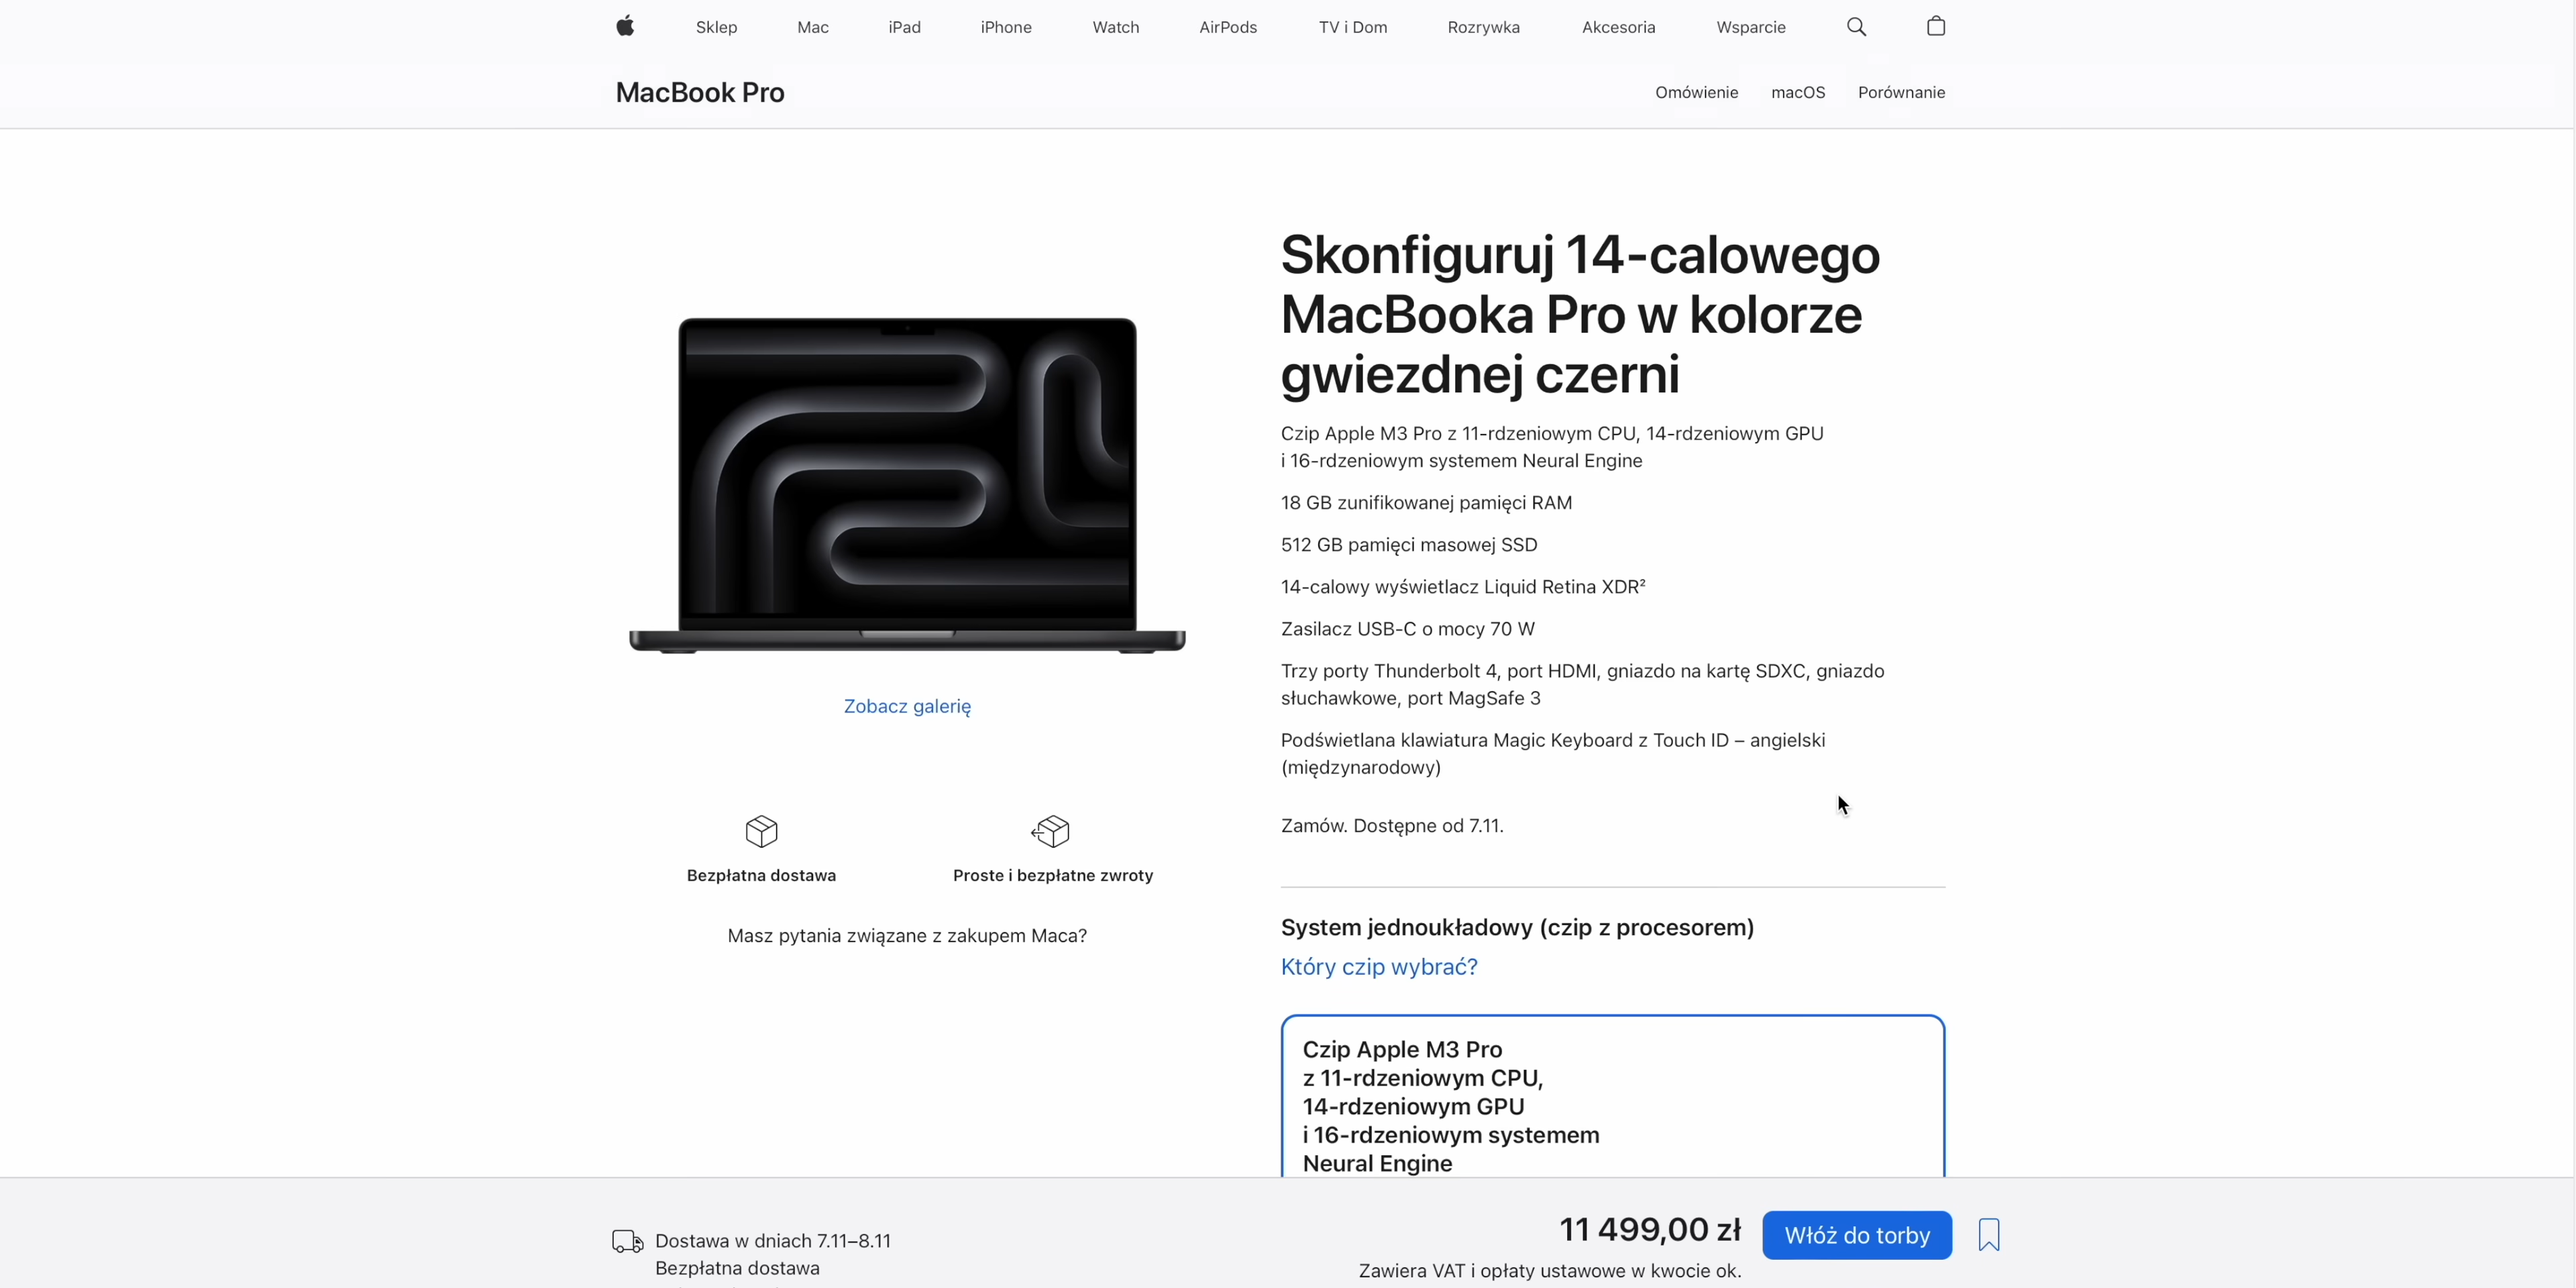 Sklep Mac iPad iPhone Watch AirPods TV i Dom Rozrywka Akcesoria Wsparcie
MacBook Pro
Omówienie macOS Porównanie
Zobacz galerię
Bezpłatna dostawa
Proste i bezpłatne zwroty
Masz pytania związane z zakupem Maca?
Skonfiguruj 14-calowego
MacBooka Pro w kolorze
gwiezdnej czerni
Czip Apple M3 Pro z 11-rdzeniowym CPU, 14-rdzeniowym GPU
i 16-rdzeniowym systemem Neural Engine
18 GB zunifikowanej pamięci RAM
512 GB pamięci masowej SSD
14-calowy wyświetlacz Liquid Retina XDR²
Zasilacz USB-C o mocy 70 W
Trzy porty Thunderbolt 4, port HDMI, gniazdo na kartę SDXC, gniazdo
słuchawkowe, port MagSafe 3
Podświetlana klawiatura Magic Keyboard z Touch ID – angielski
(międzynarodowy)
Zamów. Dostępne od 7.11.
System jednoukładowy (czip z procesorem)
Który czip wybrać?
Czip Apple M3 Pro
z 11-rdzeniowym CPU,
14-rdzeniowym GPU
i 16-rdzeniowym systemem
Neural Engine
Dostawa w dniach 7.11–8.11
Bezpłatna dostawa
11 499,00 zł
Zawiera VAT i opłaty ustawowe w kwocie ok.
Włóż do torby